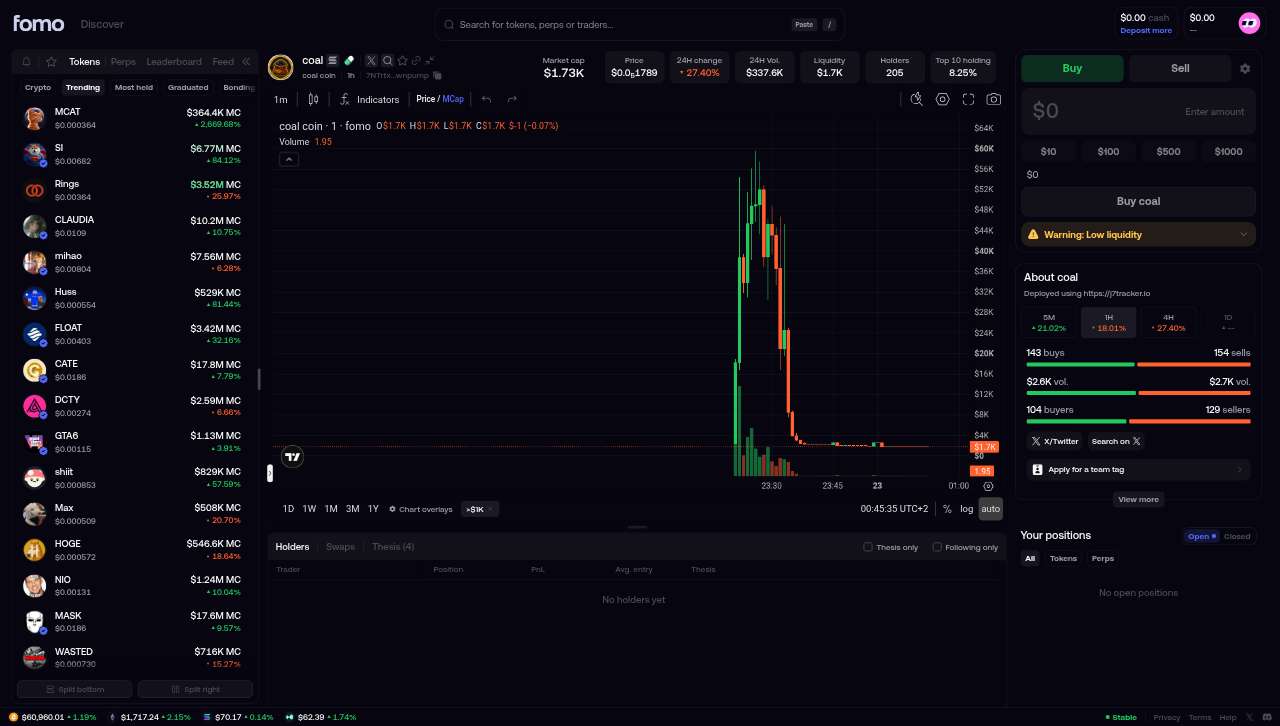 fomo Discover
Search for tokens, perps or traders... Paste /
$0.00 cash
Deposit more
$0.00
—
Tokens Perps Leaderboard Feed
Crypto Trending Most held Graduated Bonding
MCAT $364.4K MC
$0.000364 2,669.68%
SI $6.77M MC
$0.00682 84.12%
Rings $3.52M MC
$0.00364 25.97%
CLAUDIA $10.2M MC
$0.0109 10.75%
mihao $7.56M MC
$0.00804 6.28%
Huss $529K MC
$0.000554 81.44%
FLOAT $3.42M MC
$0.00403 32.16%
CATE $17.8M MC
$0.0186 7.79%
DCTY $2.59M MC
$0.000274 6.66%
GTA6 $1.13M MC
$0.00115 3.91%
shiit $829K MC
$0.000853 57.59%
Max $508K MC
$0.000509 20.70%
HOGE $546.6K MC
$0.000572 18.64%
NIO $1.24M MC
$0.00131 10.04%
MASK $17.6M MC
$0.0186 9.57%
WASTED $716K MC
$0.000730 15.27%
Split bottom Split right
coal
coal coin 1h 7NTrtx...wnpump
Market cap
$1.73K
Price
$0.0₅1789
24H change
27.40%
24H Vol.
$337.6K
Liquidity
$1.7K
Holders
205
Top 10 holding
8.25%
1m Indicators Price / MCap
coal coin · 1 · fomo O$1.7K H$1.7K L$1.7K C$1.7K $-1 (−0.07%)
Volume 1.95
$64K
$60K
$56K
$52K
$48K
$44K
$40K
$36K
$32K
$28K
$24K
$20K
$16K
$12K
$8K
$4K
$1.7K
$0
1.95
23:30 23:45 23 01:00
1D 1W 1M 3M 1Y Chart overlays >$1K 00:45:35 UTC+2 % log auto
Holders Swaps Thesis (4) Thesis only Following only
Trader Position PnL Avg. entry Thesis
No holders yet
Buy Sell
$0 Enter amount
$10 $100 $500 $1000
$0
Buy coal
Warning: Low liquidity
About coal
Deployed using https://j7tracker.io
5M 1H 4H 1D
21.02% 18.01% 27.40% --
143 buys 154 sells
$2.6K vol. $2.7K vol.
104 buyers 129 sellers
X/Twitter Search on X
Apply for a team tag
View more
Your positions Open Closed
All Tokens Perps
No open positions
$60,960.01 1.19% $1,717.24 2.15% $70.17 0.14% $62.39 1.74% Stable Privacy Terms Help